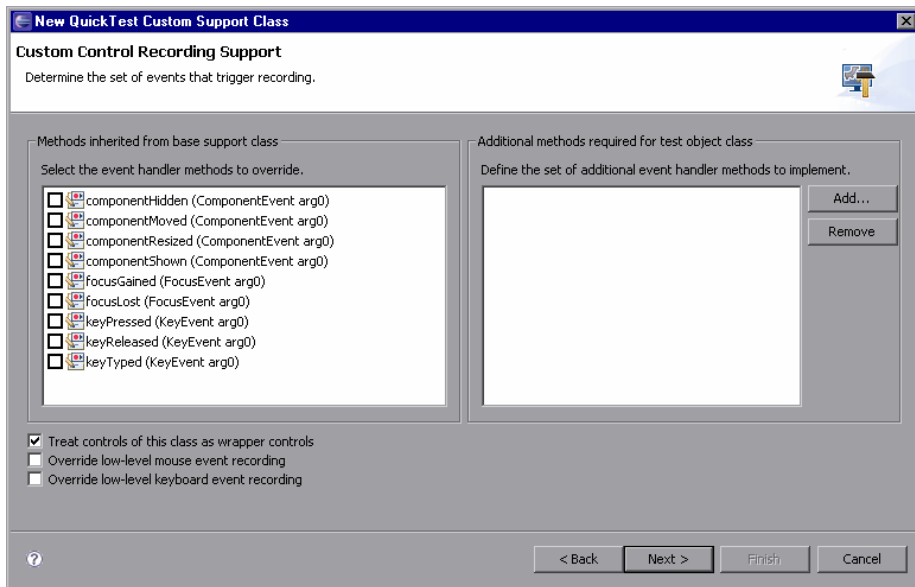 New QuickTest Custom Support Class
Custom Control Recording Support
Determine the set of events that trigger recording.
Methods inherited from base support class
Select the event handler methods to override.
componentHidden (ComponentEvent arg0)
componentMoved (ComponentEvent arg0)
componentResized (ComponentEvent arg0)
componentShown (ComponentEvent arg0)
focusGained (FocusEvent arg0)
focusLost (FocusEvent arg0)
keyPressed (KeyEvent arg0)
keyReleased (KeyEvent arg0)
keyTyped (KeyEvent arg0)
Additional methods required for test object class
Define the set of additional event handler methods to implement.
Add...
Remove
Treat controls of this class as wrapper controls
Override low-level mouse event recording
Override low-level keyboard event recording
?
< Back
Next >
Finish
Cancel